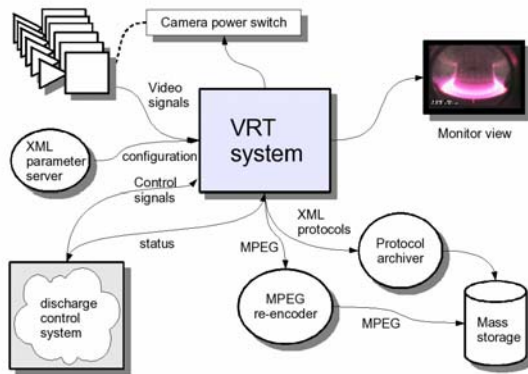 Camera power switch
Video
signals
VRT
system
Monitor view
XML
parameter
server
configuration
Control
signals
status
XML
protocols
MPEG
Protocol
archiver
discharge
control
system
MPEG
re-encoder
MPEG
Mass
storage